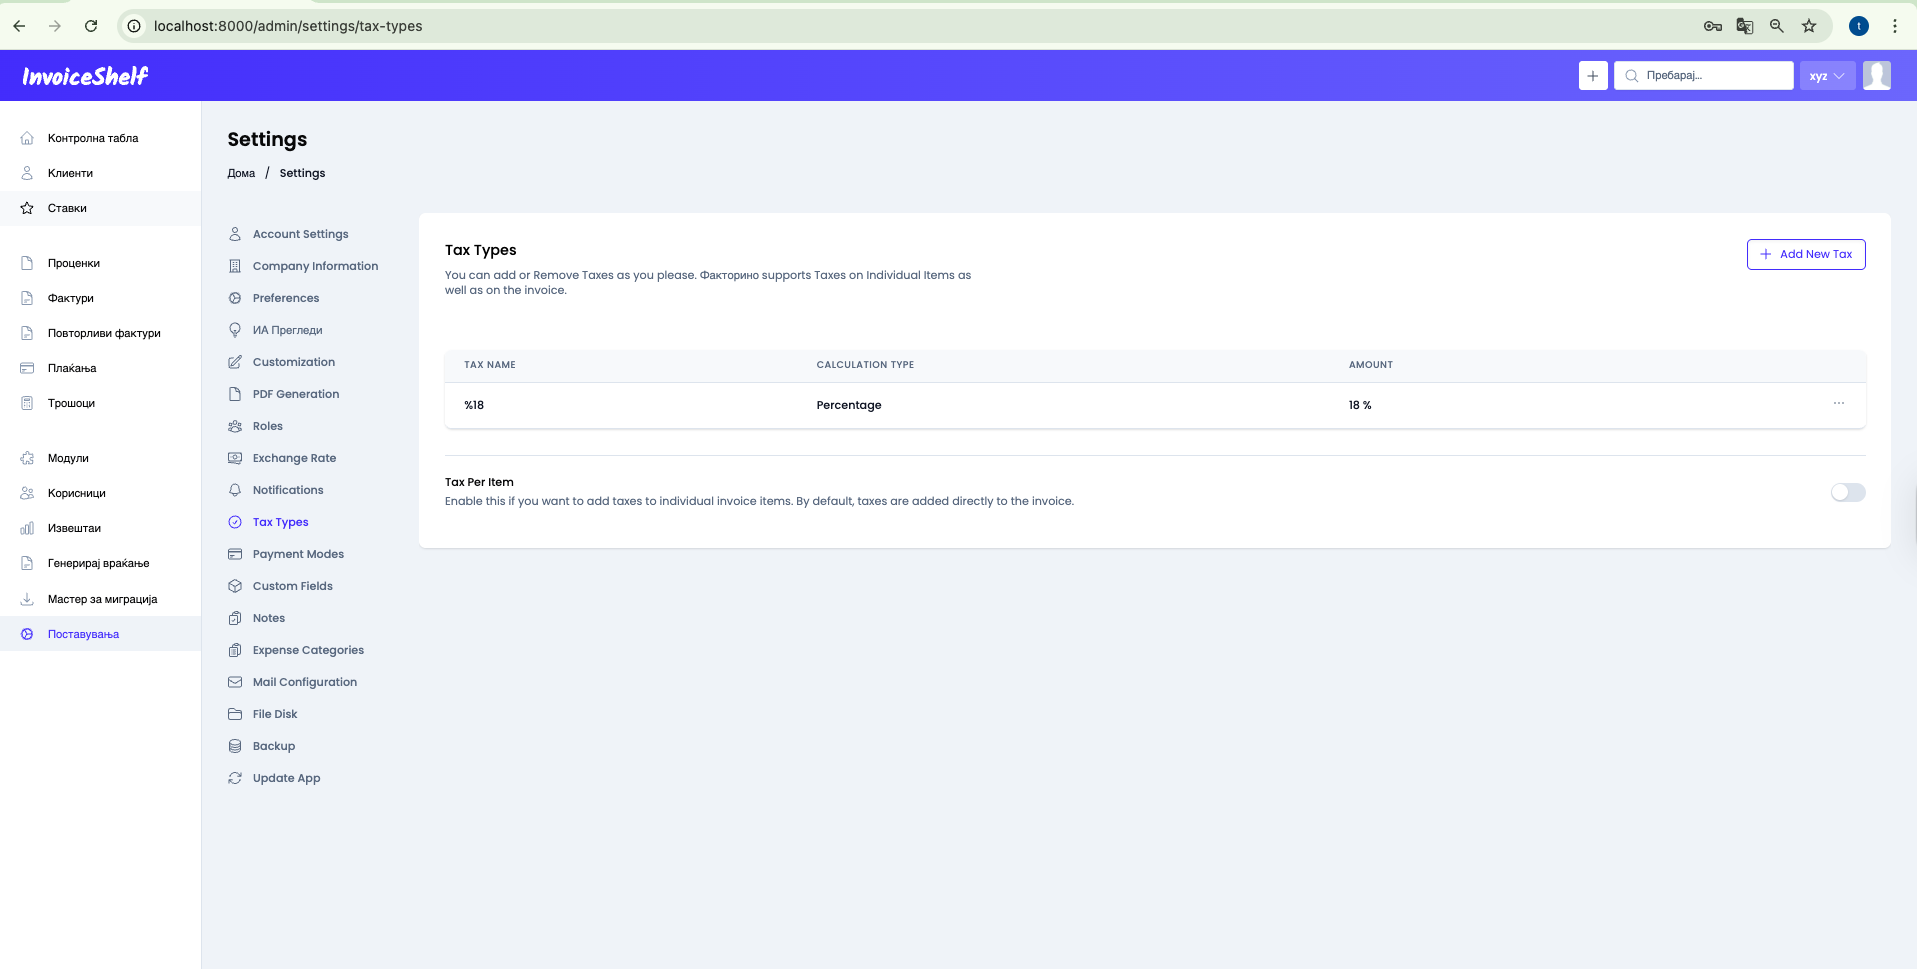 localhost:8000/admin/settings/tax-types
t
InvoiceShelf
Пребарај...
xyz
Контролна табла
Клиенти
Ставки
Проценки
Фактури
Повторливи фактури
Плаќања
Трошоци
Модули
Корисници
Извештаи
Генерирај враќање
Мастер за миграција
Поставувања
Settings
Дома / Settings
Account Settings
Company Information
Preferences
ИА Прегледи
Customization
PDF Generation
Roles
Exchange Rate
Notifications
Tax Types
Payment Modes
Custom Fields
Notes
Expense Categories
Mail Configuration
File Disk
Backup
Update App
Tax Types
Add New Tax
You can add or Remove Taxes as you please. Факторино supports Taxes on Individual Items as
well as on the invoice.
TAX NAME CALCULATION TYPE AMOUNT
%18 Percentage 18 %
Tax Per Item
Enable this if you want to add taxes to individual invoice items. By default, taxes are added directly to the invoice.